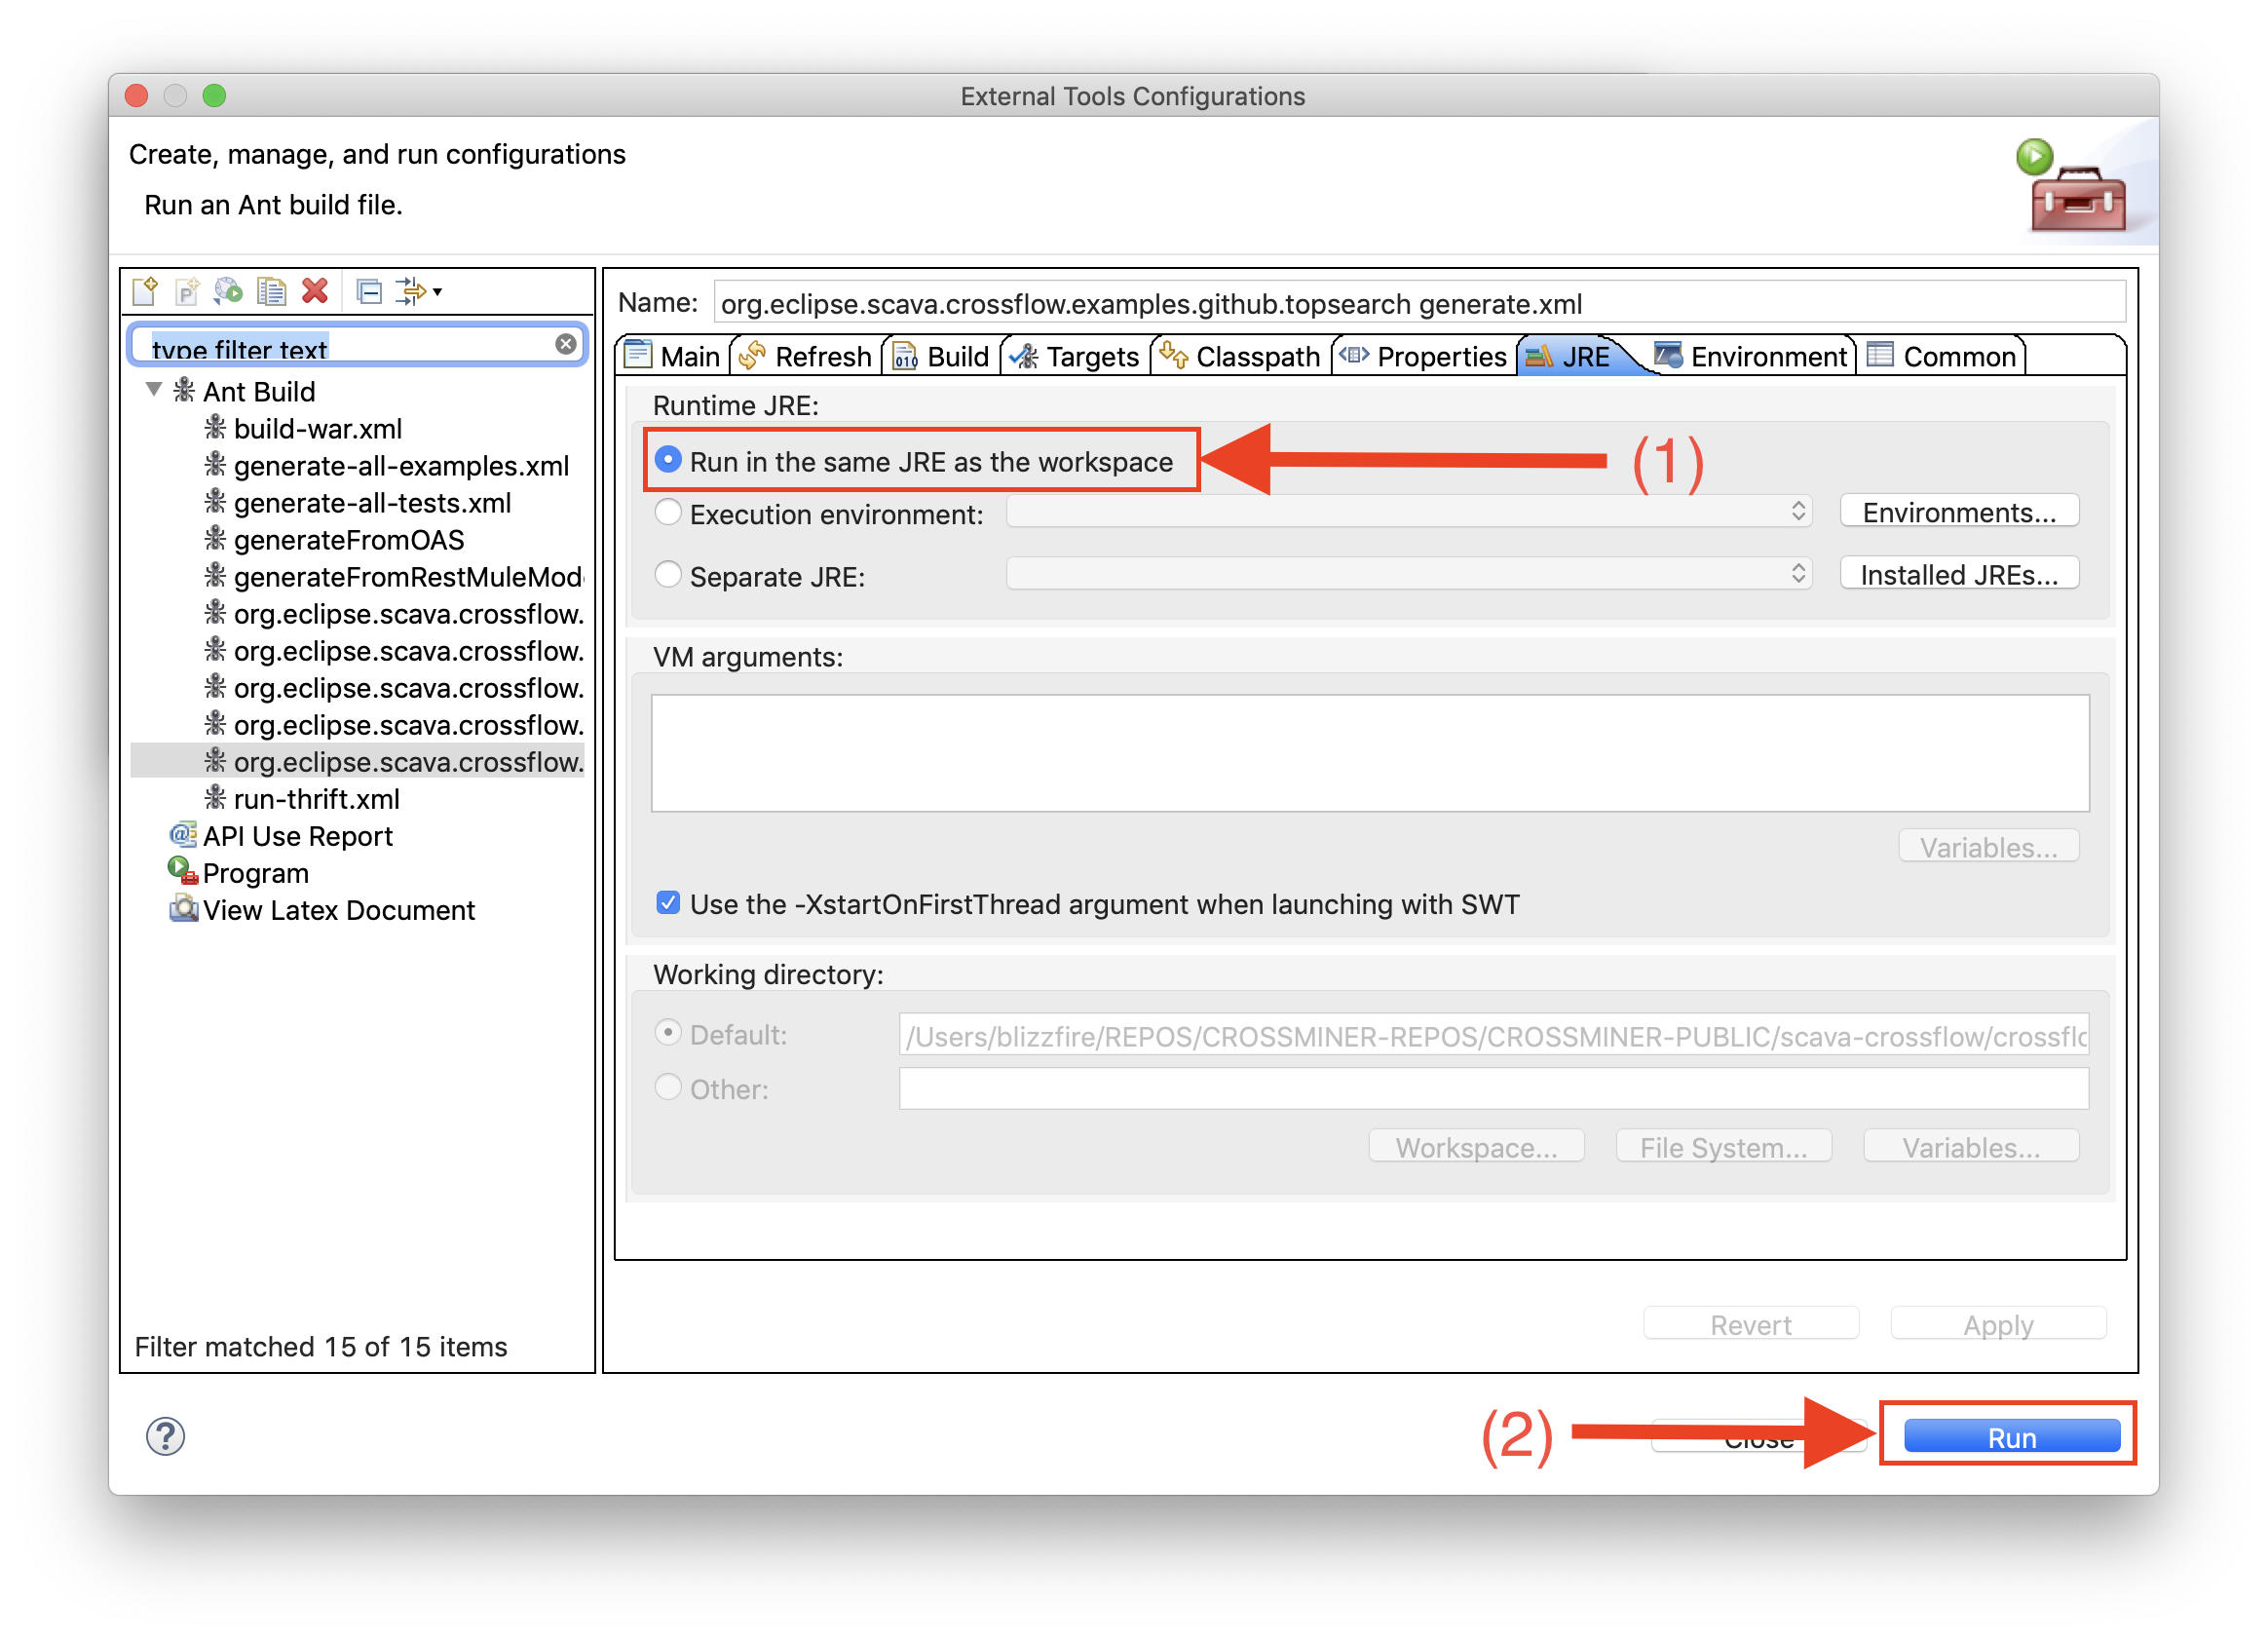 External Tools Configurations
Create, manage, and run configurations
Run an Ant build file.
type filter text
Ant Build
build-war.xml
generate-all-examples.xml
generate-all-tests.xml
generateFromOAS
generateFromRestMuleMod
org.eclipse.scava.crossflow.
org.eclipse.scava.crossflow.
org.eclipse.scava.crossflow.
org.eclipse.scava.crossflow.
org.eclipse.scava.crossflow.
run-thrift.xml
API Use Report
Program
View Latex Document
Filter matched 15 of 15 items
Name: org.eclipse.scava.crossflow.examples.github.topsearch generate.xml
Main Refresh Build Targets Classpath Properties JRE Environment Common
Runtime JRE:
Run in the same JRE as the workspace (1)
Execution environment: Environments...
Separate JRE: Installed JREs...
VM arguments:
Variables...
Use the -XstartOnFirstThread argument when launching with SWT
Working directory:
Default: /Users/blizzfire/REPOS/CROSSMINER-REPOS/CROSSMINER-PUBLIC/scava-crossflow/crossflo
Other:
Workspace... File System... Variables...
Revert Apply
(2) Close Run